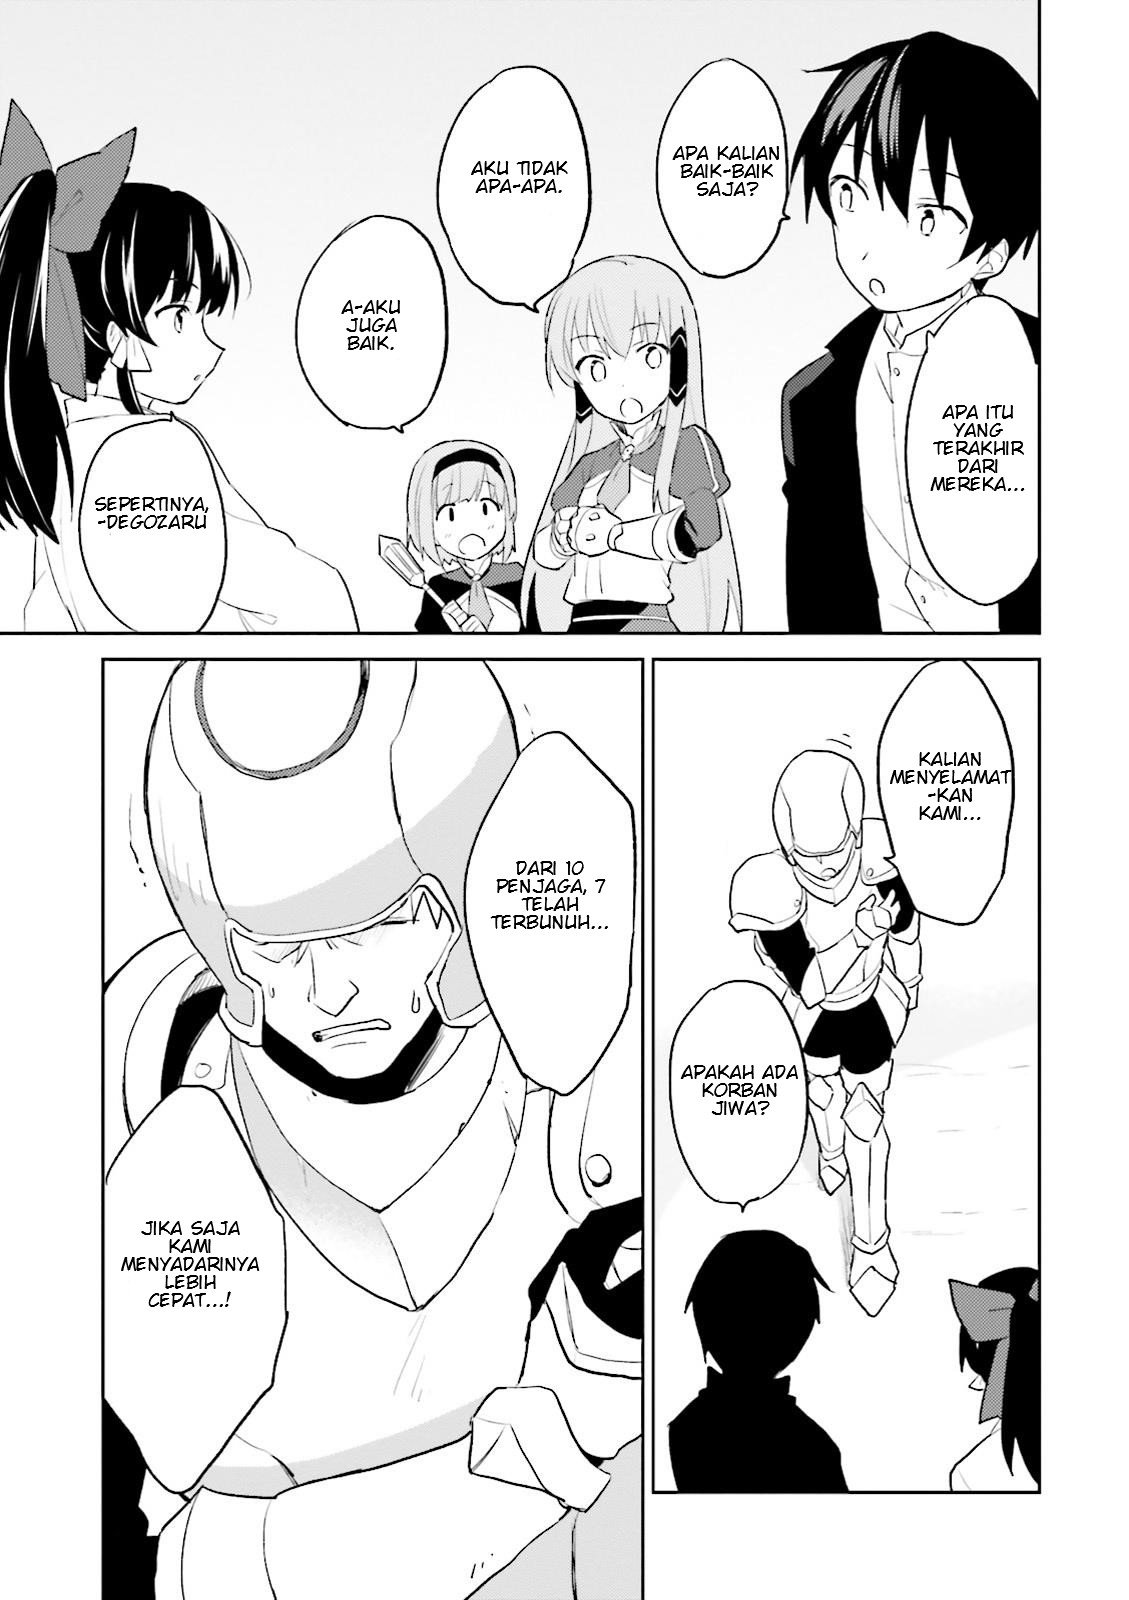 APA ITU
YANG
TERAKHIR
DARI
MEREKA...
SEPERTINYA,
-DEGOZARU
APA KALIAN
BAIK-BAIK
SAJA?
AKU TIDAK
APA-APA.
A-AKU
JUGA
BAIK.
KALIAN
MENYELAMAT
-KAN
KAMI...
APAKAH ADA
KORBAN
JIWA?
DARI 10
PENJAGA, 7
TELAH
TERBUNUH...
JIKA SAJA
KAMI
MENYADARINYA
LEBIH
CEPAT...!